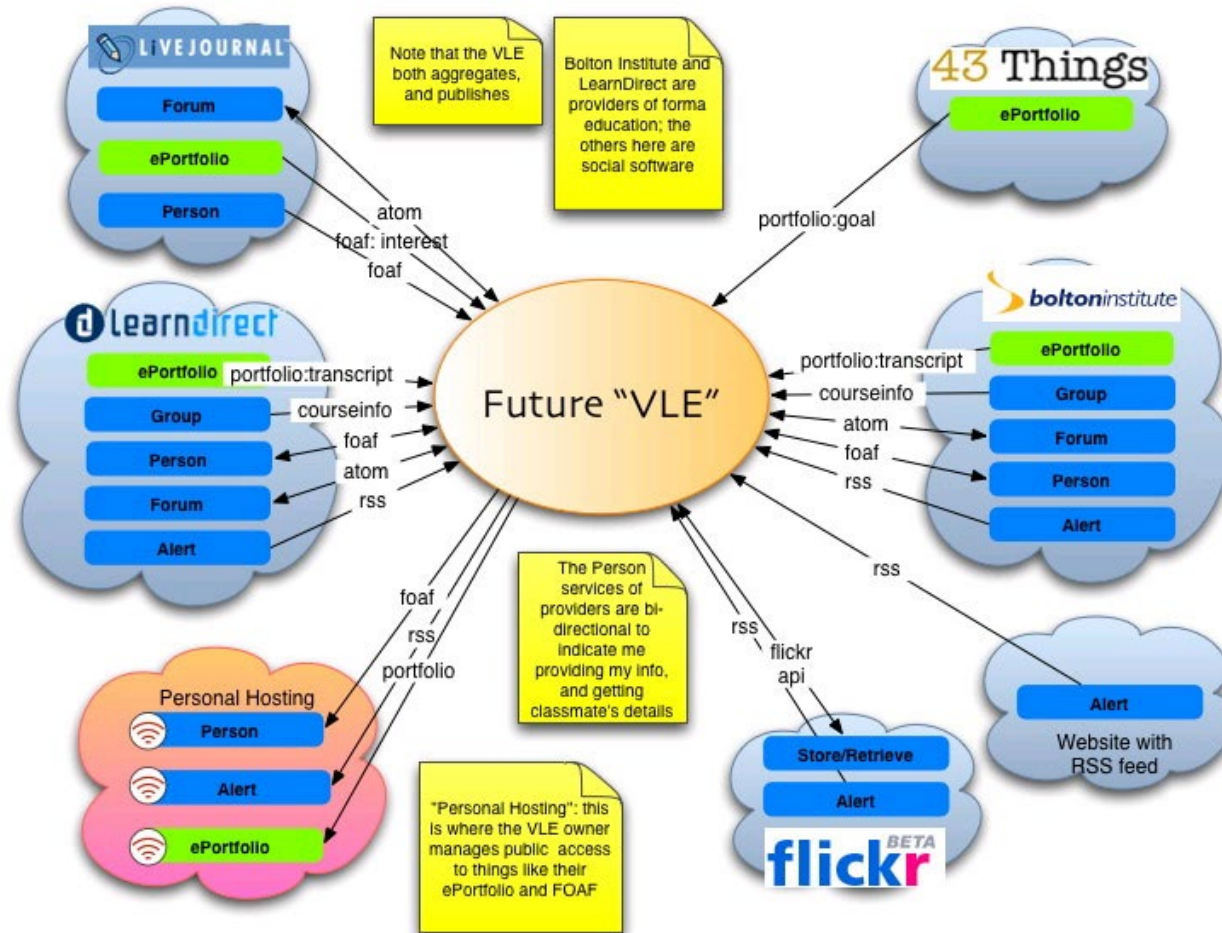 LiVEJOURNAL
Forum
ePortfolio
Person
Note that the VLE
both aggregates,
and publishes
Bolton Institute and
LearnDirect are
providers of forma
education; the
others here are
social software
43 Things
ePortfolio
atom
foaf: interest
foaf
portfolio:goal
learndirect
ePortfolio
Group
Person
Forum
Alert
portfolio:transcript
courseinfo
foaf
atom
rss
Future “VLE”
boltoninstitute
ePortfolio
Group
Forum
Person
Alert
portfolio:transcript
courseinfo
atom
foaf
rss
foaf
rss
portfolio
The Person
services of
providers are bi-
directional to
indicate me
providing my info,
and getting
classmate's details
rss
flickr
api
rss
Personal Hosting
Person
Alert
ePortfolio
"Personal Hosting": this
is where the VLE owner
manages public access
to things like their
ePortfolio and FOAF
Store/Retrieve
Alert
flickr
BETA
Alert
Website with
RSS feed